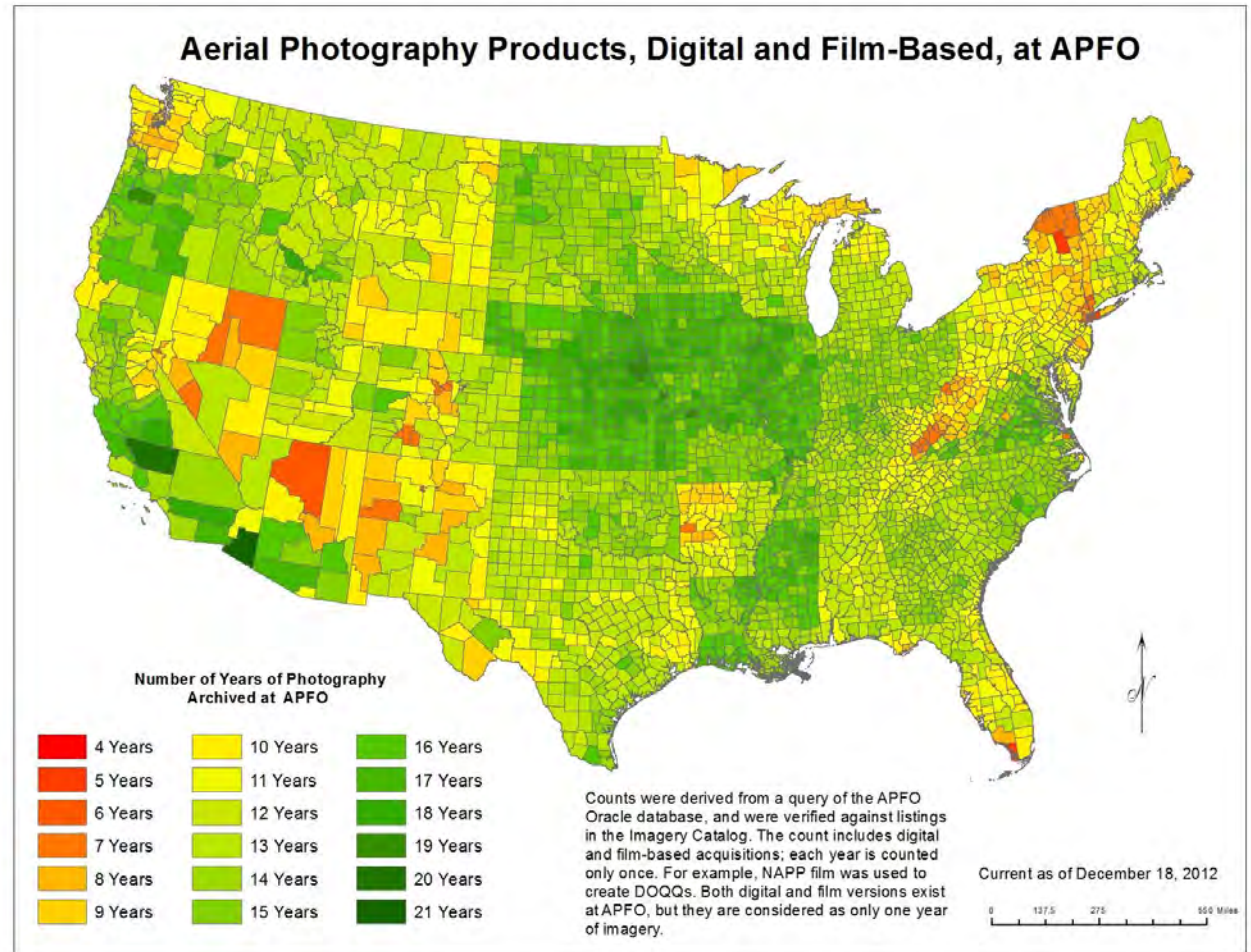 Aerial Photography Products, Digital and Film-Based, at APFO
Number of Years of Photography
Archived at APFO
4 Years
5 Years
6 Years
7 Years
8 Years
9 Years
10 Years
11 Years
12 Years
13 Years
14 Years
15 Years
16 Years
17 Years
18 Years
19 Years
20 Years
21 Years
Counts were derived from a query of the APFO
Oracle database, and were verified against listings
in the Imagery Catalog. The count includes digital
and film-based acquisitions; each year is counted
only once. For example, NAPP film was used to
create DOQQs. Both digital and film versions exist
at APFO, but they are considered as only one year
of imagery.
N
Current as of December 18, 2012
0 137.5 275 550 Miles